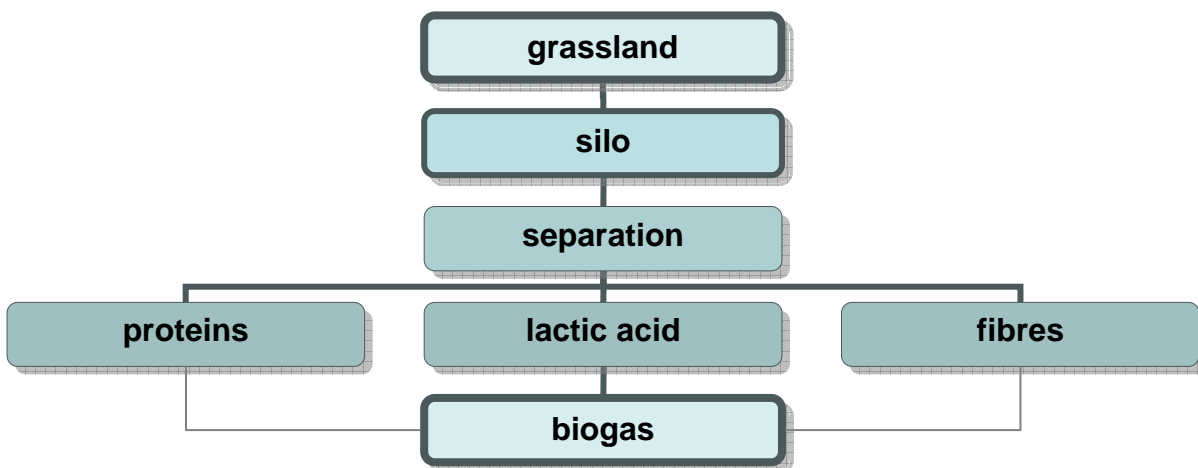 grassland
silo
separation
proteins
lactic acid
fibres
biogas